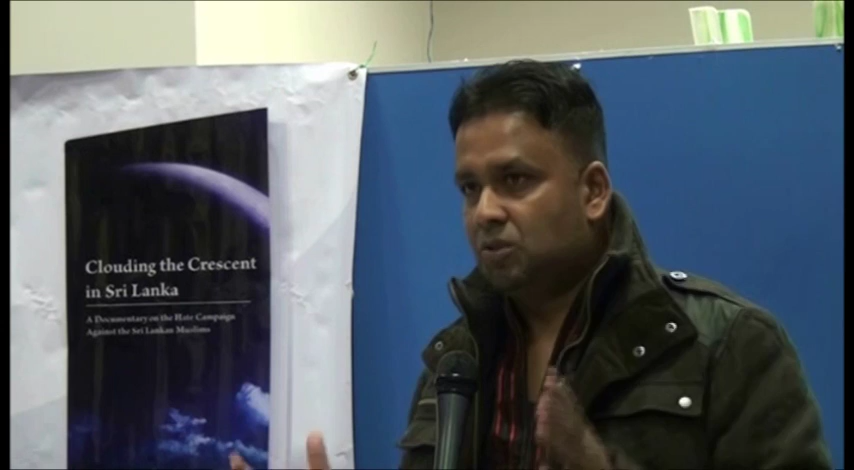 Clouding the Crescent
in Sri Lanka
A Documentary on the Hate Campaign
Against the Sri Lankan Muslims